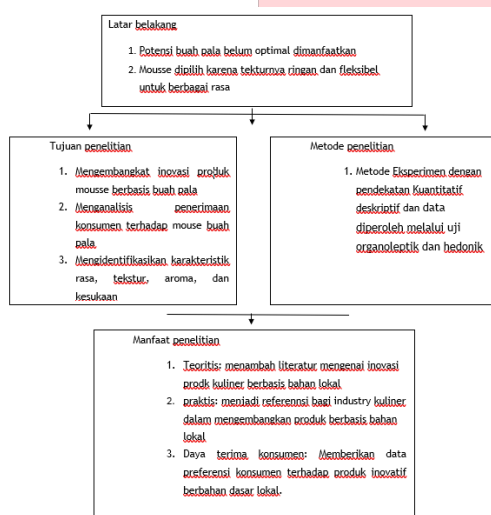 Latar belakang
1. Potensi buah pala belum optimal dimanfaatkan
2. Mousse dipilih karena tekturnya ringan dan fleksibel
untuk berbagai rasa
Tujuan penelitian
1. Mengembangkat inovasi produk
mousse berbasis buah pala
2. Menganalisis penerimaan
konsumen terhadap mouse buah
pala
3. Mengidentifikasikan karakteristik
rasa, tekstur, aroma, dan
kesukaan
Metode penelitian
1. Metode Eksperimen dengan
pendekatan Kuantitatif
deskriptif dan data
diperoleh melalui uji
organoleptik dan hedonik
Manfaat penelitian
1. Teoritis: menambah literatur mengenai inovasi
prodk kuliner berbasis bahan lokal
2. praktis: menjadi referennsi bagi industry kuliner
dalam mengembangkan produk berbasis bahan
lokal
3. Daya terima konsumen: Memberikan data
preferensi konsumen terhadap produk inovatif
berbahan dasar lokal.